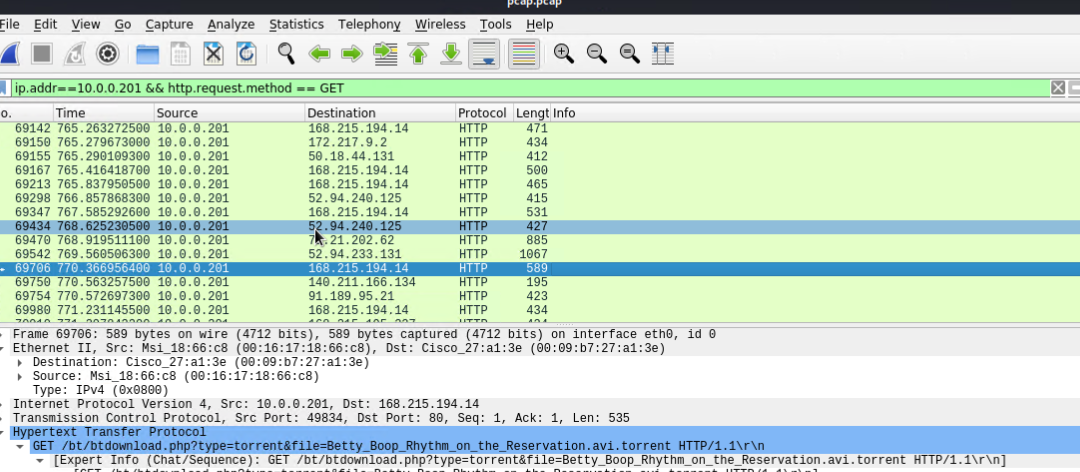 pcap.pcap
File Edit View Go Capture Analyze Statistics Telephony Wireless Tools Help
ip.addr==10.0.0.201 && http.request.method == GET
o. Time Source Destination Protocol Lengt Info
69142 765.263272500 10.0.0.201 168.215.194.14 HTTP 471
69150 765.279673000 10.0.0.201 172.217.9.2 HTTP 434
69155 765.290109300 10.0.0.201 50.18.44.131 HTTP 412
69167 765.416418700 10.0.0.201 168.215.194.14 HTTP 500
69213 765.837950500 10.0.0.201 168.215.194.14 HTTP 465
69298 766.857868300 10.0.0.201 52.94.240.125 HTTP 415
69347 767.585292600 10.0.0.201 168.215.194.14 HTTP 531
69434 768.625230500 10.0.0.201 52.94.240.125 HTTP 427
69470 768.919511100 10.0.0.201 .21.202.62 HTTP 885
69542 769.560506300 10.0.0.201 52.94.233.131 HTTP 1067
69706 770.366956400 10.0.0.201 168.215.194.14 HTTP 589
69750 770.563257500 10.0.0.201 140.211.166.134 HTTP 195
69754 770.572697300 10.0.0.201 91.189.95.21 HTTP 423
69980 771.231145500 10.0.0.201 168.215.194.14 HTTP 434
Frame 69706: 589 bytes on wire (4712 bits), 589 bytes captured (4712 bits) on interface eth0, id 0
Ethernet II, Src: Msi_18:66:c8 (00:16:17:18:66:c8), Dst: Cisco_27:a1:3e (00:09:b7:27:a1:3e)
Destination: Cisco_27:a1:3e (00:09:b7:27:a1:3e)
Source: Msi_18:66:c8 (00:16:17:18:66:c8)
Type: IPv4 (0x0800)
Internet Protocol Version 4, Src: 10.0.0.201, Dst: 168.215.194.14
Transmission Control Protocol, Src Port: 49834, Dst Port: 80, Seq: 1, Ack: 1, Len: 535
Hypertext Transfer Protocol
GET /bt/btdownload.php?type=torrent&file=Betty_Boop_Rhythm_on_the_Reservation.avi.torrent HTTP/1.1\r\n
[Expert Info (Chat/Sequence): GET /bt/btdownload.php?type=torrent&file=Betty_Boop_Rhythm_on_the_Reservation.avi.torrent HTTP/1.1\r\n]